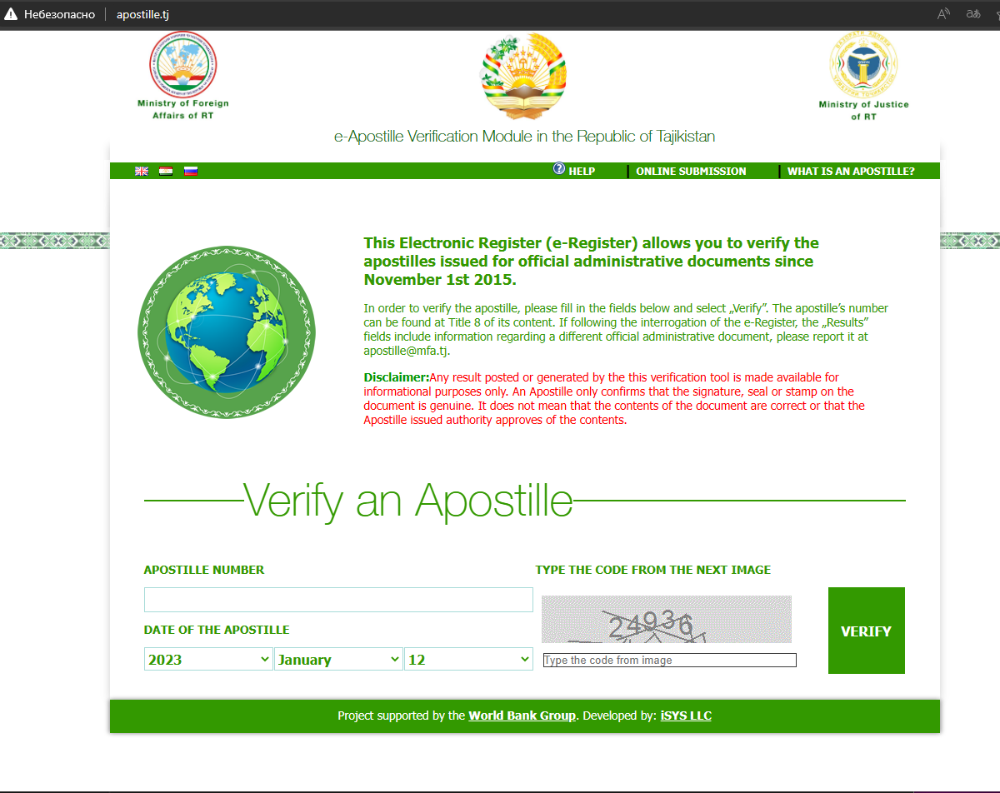 Небезопасно
apostille.tj
Ministry of Foreign
Affairs of RT
Ministry of Justice
of RT
e-Apostille Verification Module in the Republic of Tajikistan
HELP
ONLINE SUBMISSION
WHAT IS AN APOSTILLE?
This Electronic Register (e-Register) allows you to verify the
apostilles issued for official administrative documents since
November 1st 2015.
In order to verify the apostille, please fill in the fields below and select „Verify”. The apostille’s number
can be found at Title 8 of its content. If following the interrogation of the e-Register, the „Results”
fields include information regarding a different official administrative document, please report it at
apostille@mfa.tj.
Disclaimer:Any result posted or generated by the this verification tool is made available for
informational purposes only. An Apostille only confirms that the signature, seal or stamp on the
document is genuine. It does not mean that the contents of the document are correct or that the
Apostille issued authority approves of the contents.
Verify an Apostille
APOSTILLE NUMBER
TYPE THE CODE FROM THE NEXT IMAGE
24936
VERIFY
DATE OF THE APOSTILLE
2023 January 12
Type the code from image
Project supported by the World Bank Group. Developed by: iSYS LLC